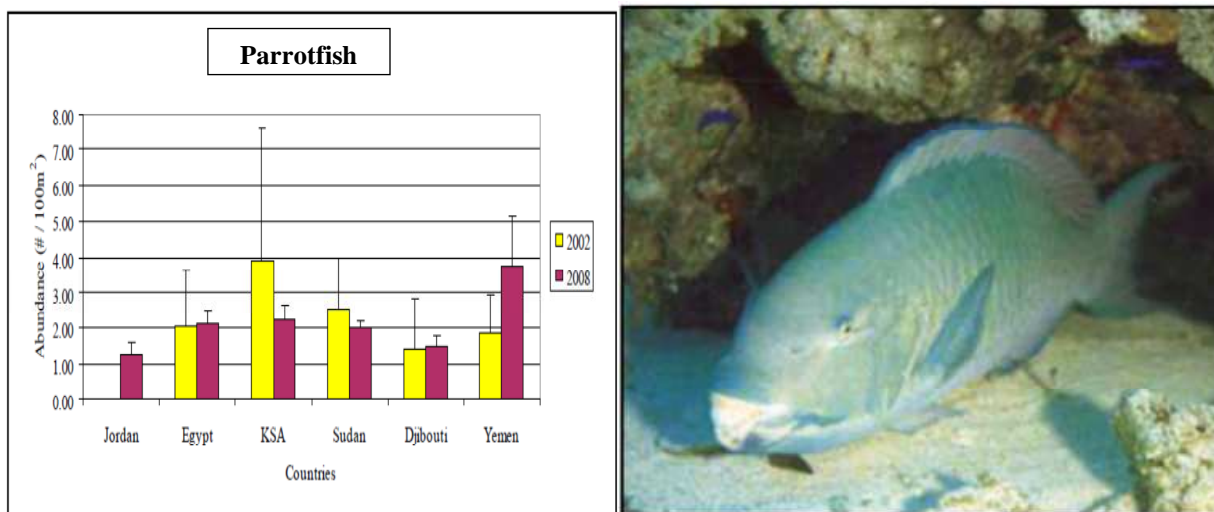 Parrotfish
8.00
7.00
6.00
5.00
4.00
3.00
2.00
1.00
0.00
Abundance (# / 100m²)
Jordan Egypt KSA Sudan Djibouti Yemen
Countries
2002
2008